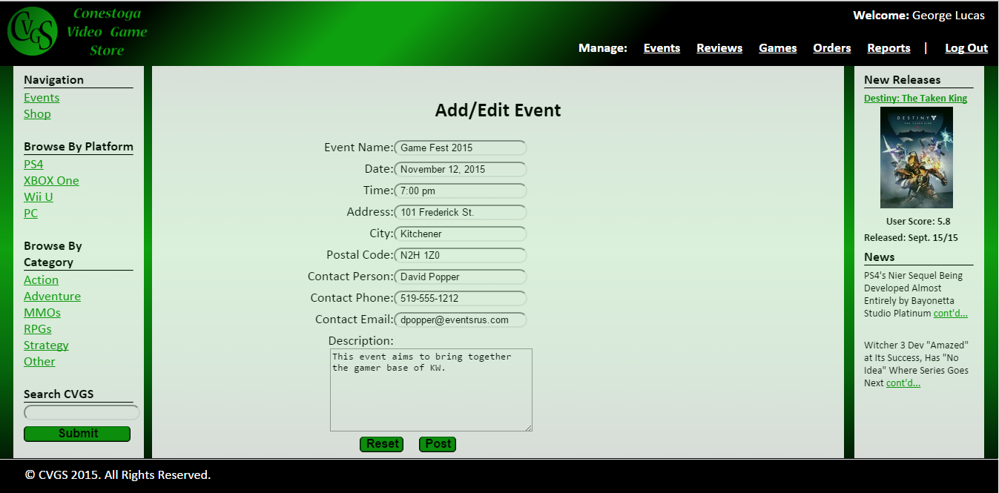 CVGS
Conestoga
Video Game
Store
Welcome: George Lucas
Manage: Events Reviews Games Orders Reports | Log Out
Navigation
Events
Shop
Browse By Platform
PS4
XBOX One
Wii U
PC
Browse By
Category
Action
Adventure
MMOs
RPGs
Strategy
Other
Search CVGS
Submit
Add/Edit Event
Event Name: Game Fest 2015
Date: November 12, 2015
Time: 7:00 pm
Address: 101 Frederick St.
City: Kitchener
Postal Code: N2H 1Z0
Contact Person: David Popper
Contact Phone: 519-555-1212
Contact Email: dpopper@eventsrus.com
Description:
This event aims to bring together
the gamer base of KW.
Reset Post
New Releases
Destiny: The Taken King
DESTINY
THE TAKEN KING
User Score: 5.8
Released: Sept. 15/15
News
PS4's Nier Sequel Being
Developed Almost
Entirely by Bayonetta
Studio Platinum cont'd...
Witcher 3 Dev "Amazed"
at Its Success, Has "No
Idea" Where Series Goes
Next cont'd...
© CVGS 2015. All Rights Reserved.